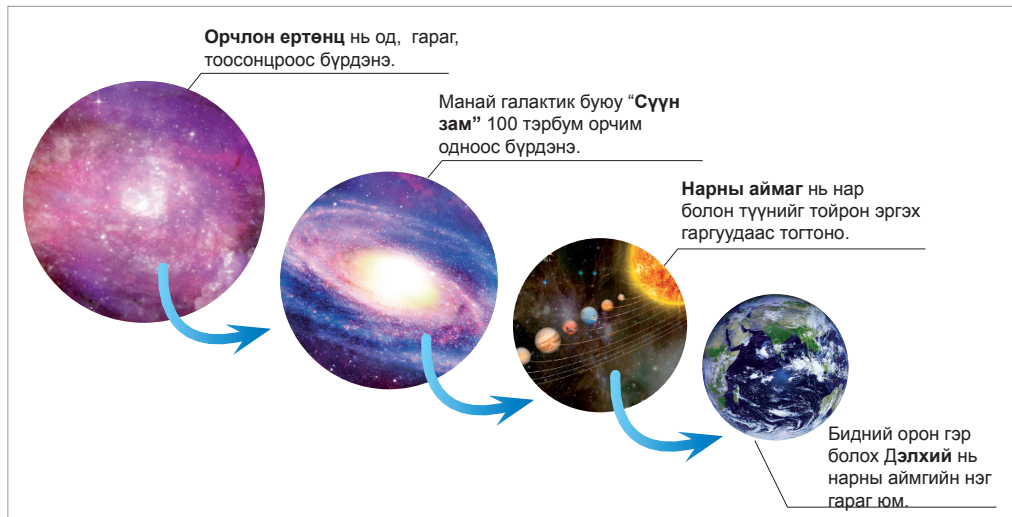 Орчлон ертөнц нь од, гараг,
тоосонцроос бүрдэнэ.
Манай галактик буюу “Сүүн
зам” 100 тэрбум орчим
одноос бүрдэнэ.
Нарны аймаг нь нар
болон түүнийг тойрон эргэх
гаргуудаас тогтоно.
Бидний орон гэр
болох Дэлхий нь
нарны аймгийн нэг
гараг юм.